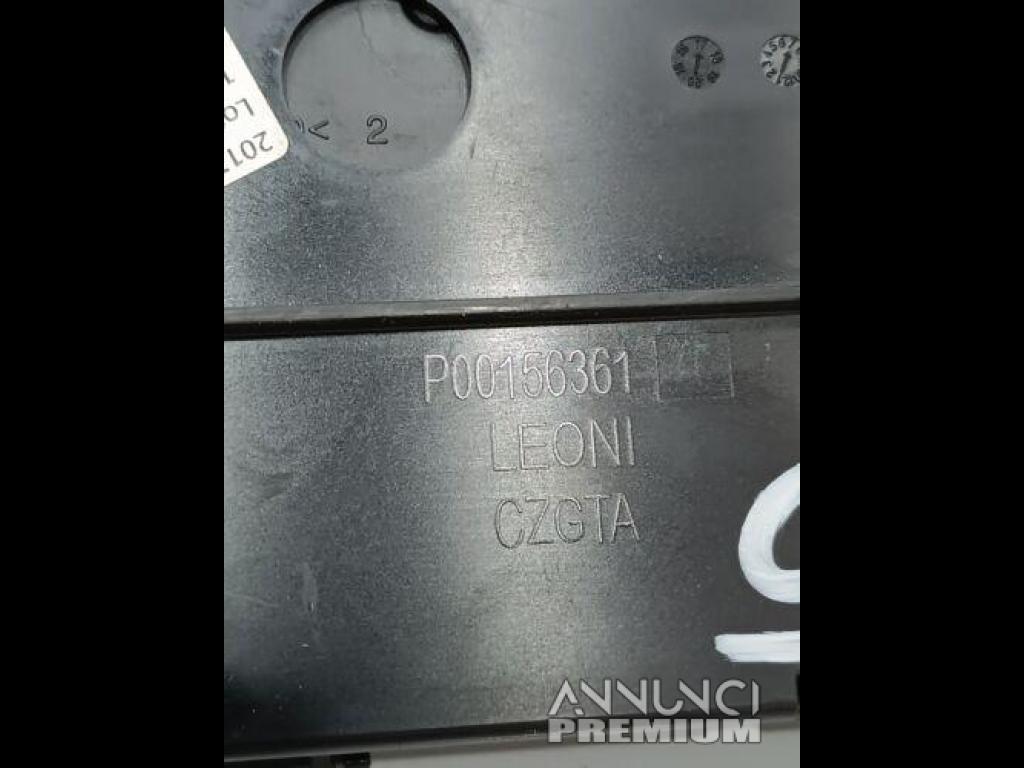 < 2
P00156361
LEONI
CZGTA
ANNUNCI
PREMIUM